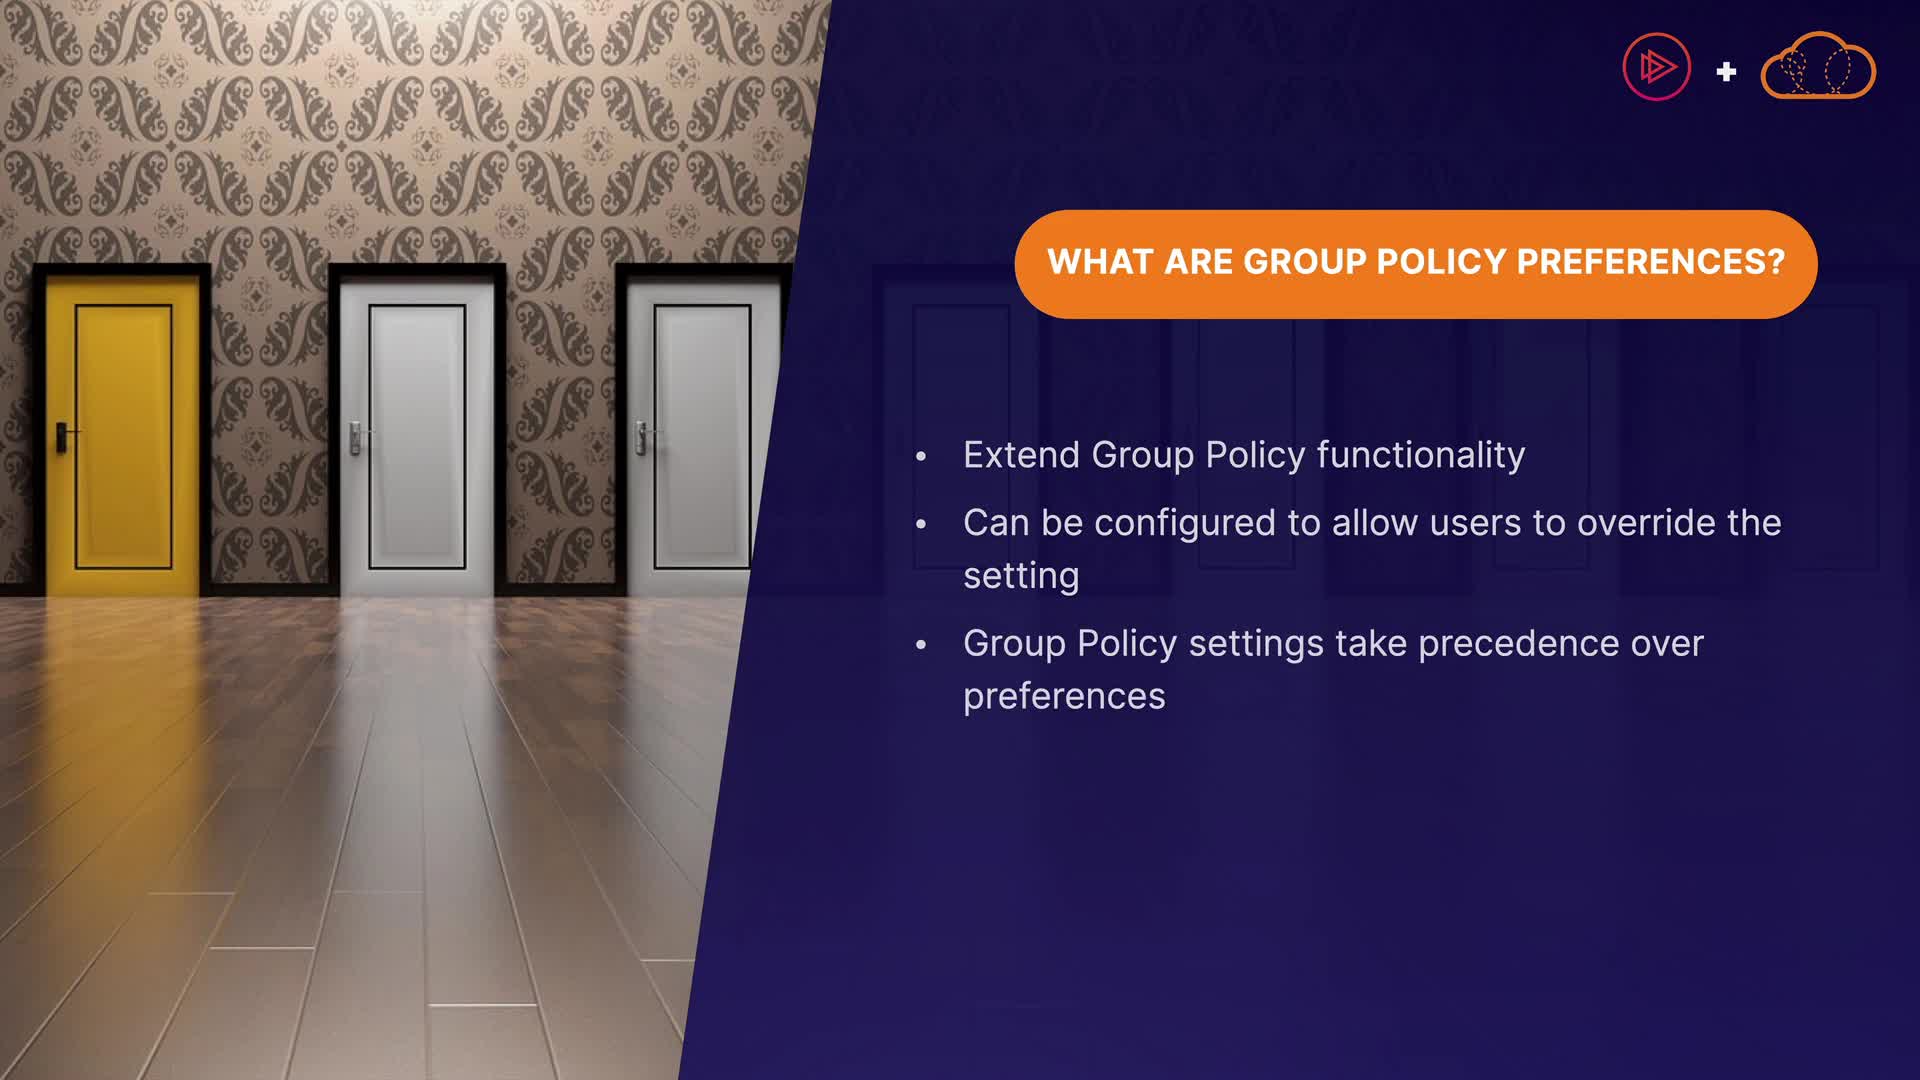 WHAT ARE GROUP POLICY PREFERENCES?
• Extend Group Policy functionality
• Can be configured to allow users to override the
setting
• Group Policy settings take precedence over
preferences